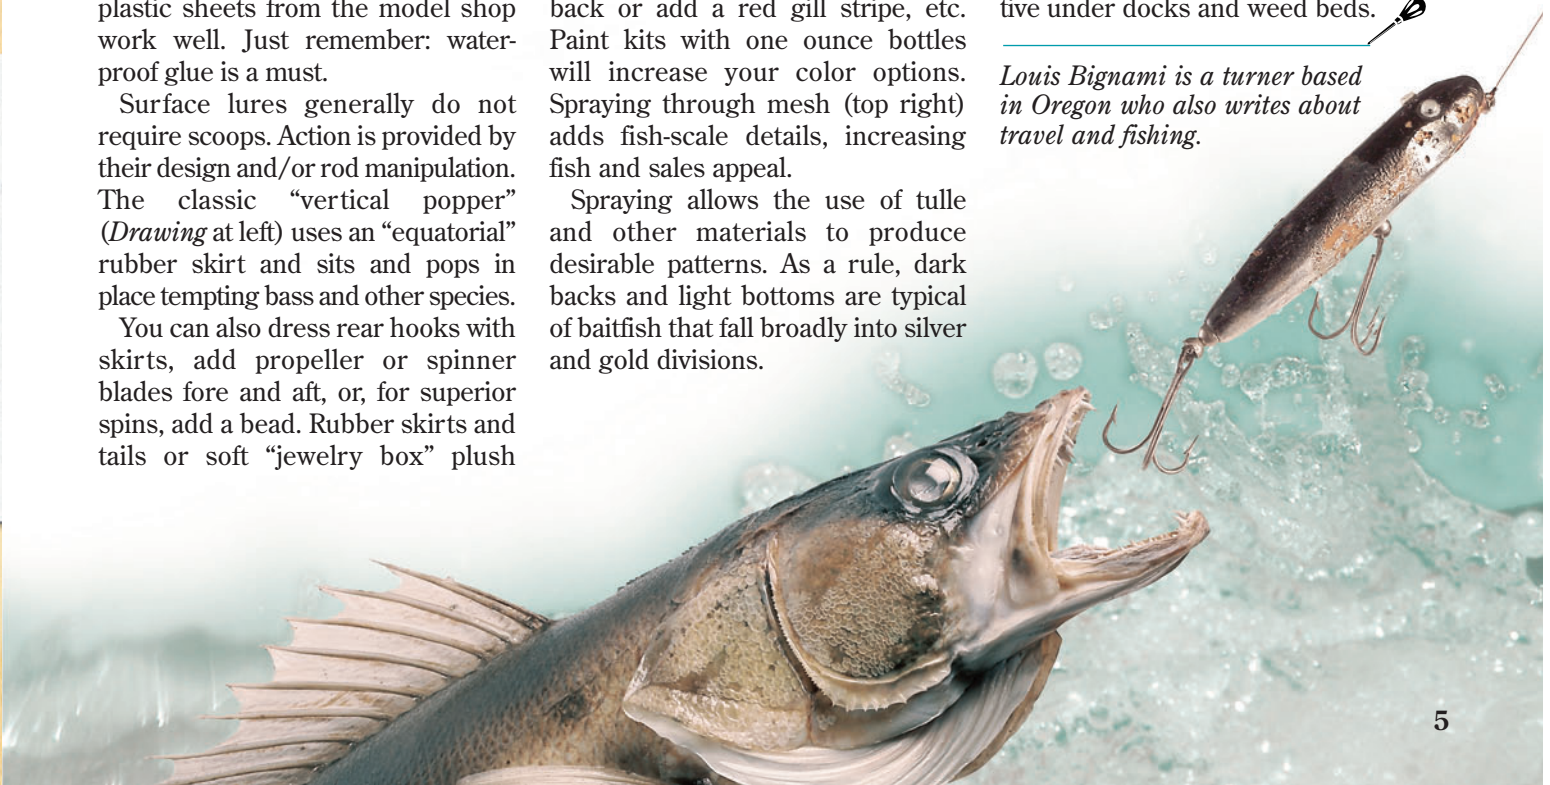 plastic sheets from the model shop
work well. Just remember: water-
proof glue is a must.
Surface lures generally do not
require scoops. Action is provided by
their design and/or rod manipulation.
The classic “vertical popper”
(Drawing at left) uses an “equatorial”
rubber skirt and sits and pops in
place tempting bass and other species.
You can also dress rear hooks with
skirts, add propeller or spinner
blades fore and aft, or, for superior
spins, add a bead. Rubber skirts and
tails or soft “jewelry box” plush
back or add a red gill stripe, etc.
Paint kits with one ounce bottles
will increase your color options.
Spraying through mesh (top right)
adds fish-scale details, increasing
fish and sales appeal.
Spraying allows the use of tulle
and other materials to produce
desirable patterns. As a rule, dark
backs and light bottoms are typical
of baitfish that fall broadly into silver
and gold divisions.
tive under docks and weed beds.
Louis Bignami is a turner based
in Oregon who also writes about
travel and fishing.
5